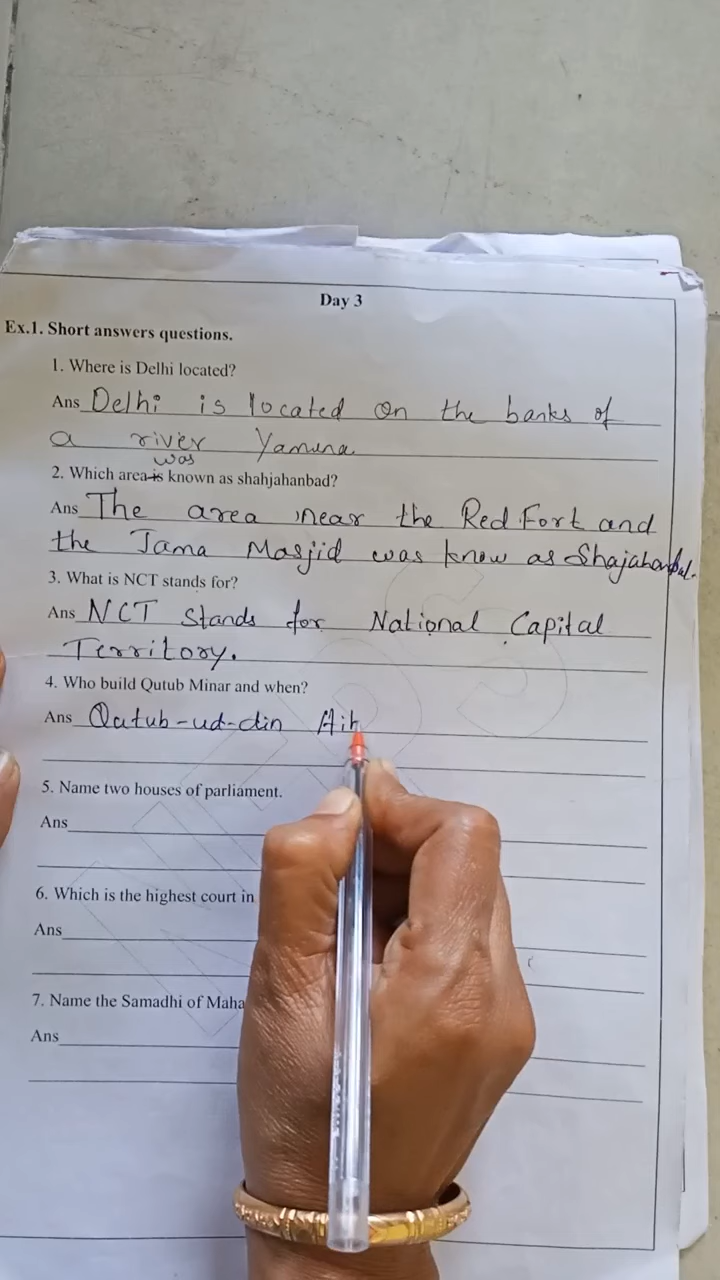 Day 3
Ex.1. Short answers questions.
1. Where is Delhi located?
Ans Delhi is located on the banks of
a river Yamuna
was
2. Which area is known as shahjahanbad?
Ans The area near the Red Fort and
the Jama Masjid was know as
3. What is NCT stands for?
Ans NCT stands for National Capital
Territory.
4. Who build Qutub Minar and when?
Ans Qutub-ud-din
5. Name two houses of parliament.
Ans
6. Which is the highest court in
Ans
7. Name the Samadhi of Maha
Ans